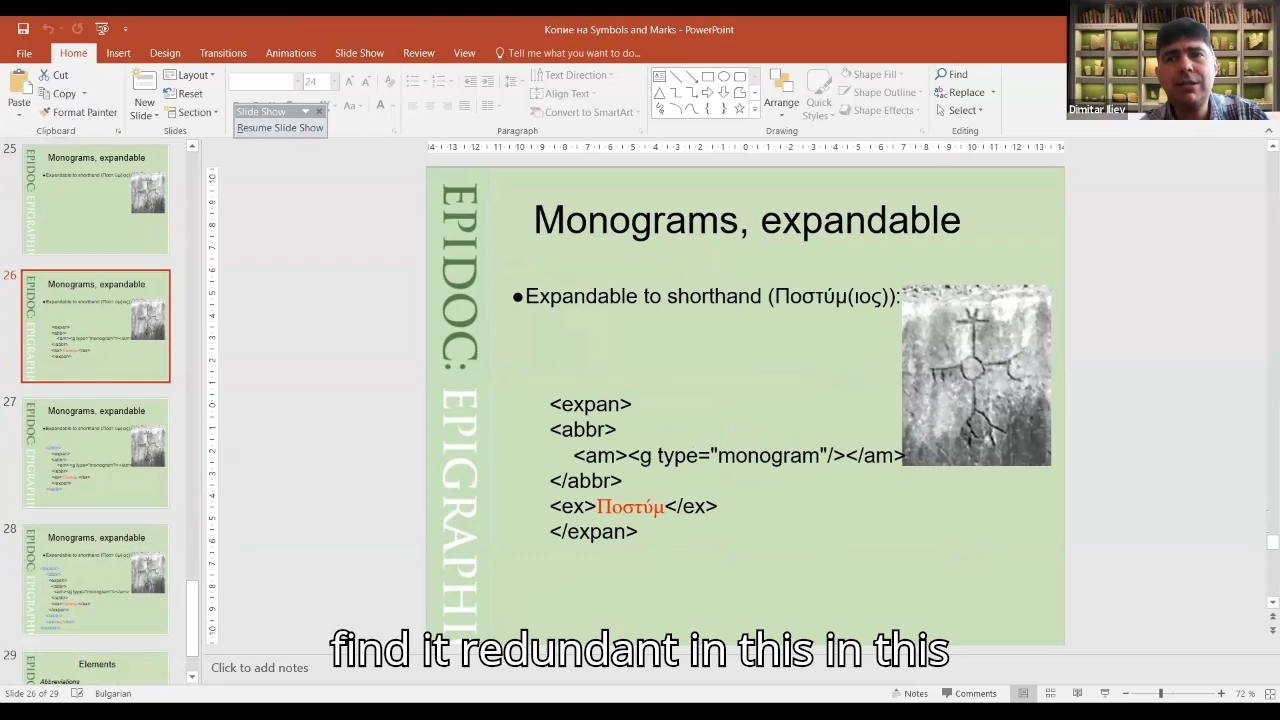 Копие на Symbols and Marks - PowerPoint
File Home Insert Design Transitions Animations Slide Show Review View Tell me what you want to do...
Paste
Cut
Copy
Format Painter
Clipboard
New Slide
Layout
Reset
Section
Slides
24
Aa
A
Slide Show
Resume Slide Show
Text Direction
Align Text
Convert to SmartArt
Paragraph
Arrange
Quick Styles
Shape Fill
Shape Outline
Shape Effects
Drawing
Find
Replace
Select
Editing
Dimitar Iliev
25
Monograms, expandable
26
Monograms, expandable
27
Monograms, expandable
28
Monograms, expandable
29
Elements
Abbreviations
EPIDOC: EPIGRAPHI
Monograms, expandable
●Expandable to shorthand (Ποστύμ(ιος)):
<expan>
<abbr>
<am><g type="monogram"/></am>
</abbr>
<ex>Ποστύμ</ex>
</expan>
find it redundant in this in this
Click to add notes
Slide 26 of 29 Bulgarian Notes Comments 72 %